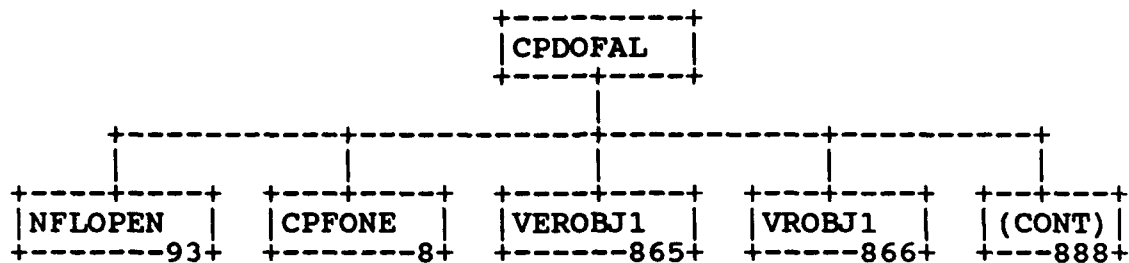 CPDOFAL
NFLOPEN CPFONE VEROBJ1 VROBJ1 (CONT)
93 8 865 866 888